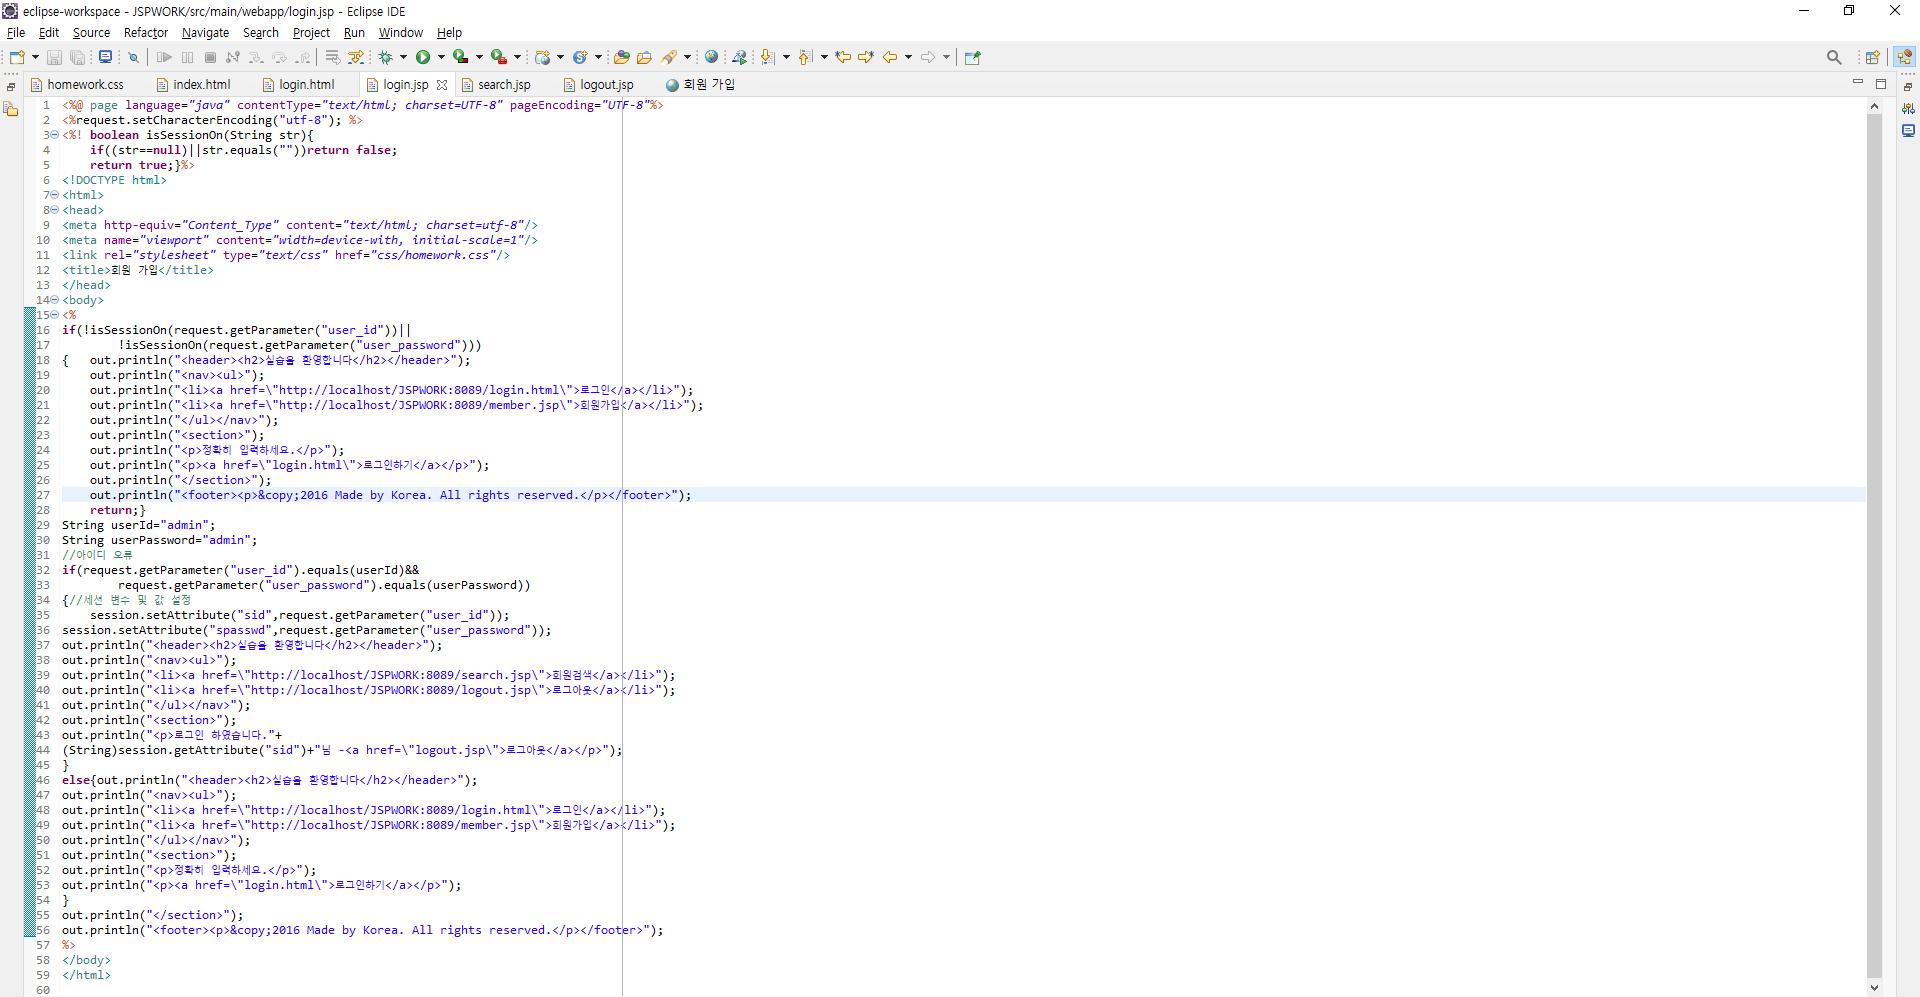 eclipse-workspace - JSPWORK/src/main/webapp/login.jsp - Eclipse IDE
File Edit Source Refactor Navigate Search Project Run Window Help
homework.css index.html login.html login.jsp search.jsp logout.jsp 회원 가입
1 <%@ page language="java" contentType="text/html; charset=UTF-8" pageEncoding="UTF-8"%>
2 <%request.setCharacterEncoding("utf-8"); %>
3 <%! boolean isSessionOn(String str){
4 if((str==null)||str.equals(""))return false;
5 return true;}%>
6 <!DOCTYPE html>
7 <html>
8 <head>
9 <meta http-equiv="Content_Type" content="text/html; charset=utf-8"/>
10 <meta name="viewport" content="width=device-with, initial-scale=1"/>
11 <link rel="stylesheet" type="text/css" href="css/homework.css"/>
12 <title>회원 가입</title>
13 </head>
14 <body>
15 <%
16 if(!isSessionOn(request.getParameter("user_id"))||
17 !isSessionOn(request.getParameter("user_password")))
18 { out.println("<header><h2>실습을 환영합니다</h2></header>");
19 out.println("<nav><ul>");
20 out.println("<li><a href=\"http://localhost/JSPWORK:8089/login.html\">로그인</a></li>");
21 out.println("<li><a href=\"http://localhost/JSPWORK:8089/member.jsp\">회원가입</a></li>");
22 out.println("</ul></nav>");
23 out.println("<section>");
24 out.println("<p>정확히 입력하세요.</p>");
25 out.println("<p><a href=\"login.html\">로그인하기</a></p>");
26 out.println("</section>");
27 out.println("<footer><p>&copy;2016 Made by Korea. All rights reserved.</p></footer>");
28 return;}
29 String userId="admin";
30 String userPassword="admin";
31 //아이디 오류
32 if(request.getParameter("user_id").equals(userId)&&
33 request.getParameter("user_password").equals(userPassword))
34 {//세션 변수 및 값 설정
35 session.setAttribute("sid",request.getParameter("user_id"));
36 session.setAttribute("spasswd",request.getParameter("user_password"));
37 out.println("<header><h2>실습을 환영합니다</h2></header>");
38 out.println("<nav><ul>");
39 out.println("<li><a href=\"http://localhost/JSPWORK:8089/search.jsp\">회원검색</a></li>");
40 out.println("<li><a href=\"http://localhost/JSPWORK:8089/logout.jsp\">로그아웃</a></li>");
41 out.println("</ul></nav>");
42 out.println("<section>");
43 out.println("<p>로그인 하였습니다."+
44 (String)session.getAttribute("sid")+"님 -<a href=\"logout.jsp\">로그아웃</a></p>");
45 }
46 else{out.println("<header><h2>실습을 환영합니다</h2></header>");
47 out.println("<nav><ul>");
48 out.println("<li><a href=\"http://localhost/JSPWORK:8089/login.html\">로그인</a></li>");
49 out.println("<li><a href=\"http://localhost/JSPWORK:8089/member.jsp\">회원가입</a></li>");
50 out.println("</ul></nav>");
51 out.println("<section>");
52 out.println("<p>정확히 입력하세요.</p>");
53 out.println("<p><a href=\"login.html\">로그인하기</a></p>");
54 }
55 out.println("</section>");
56 out.println("<footer><p>&copy;2016 Made by Korea. All rights reserved.</p></footer>");
57 %>
58 </body>
59 </html>
60